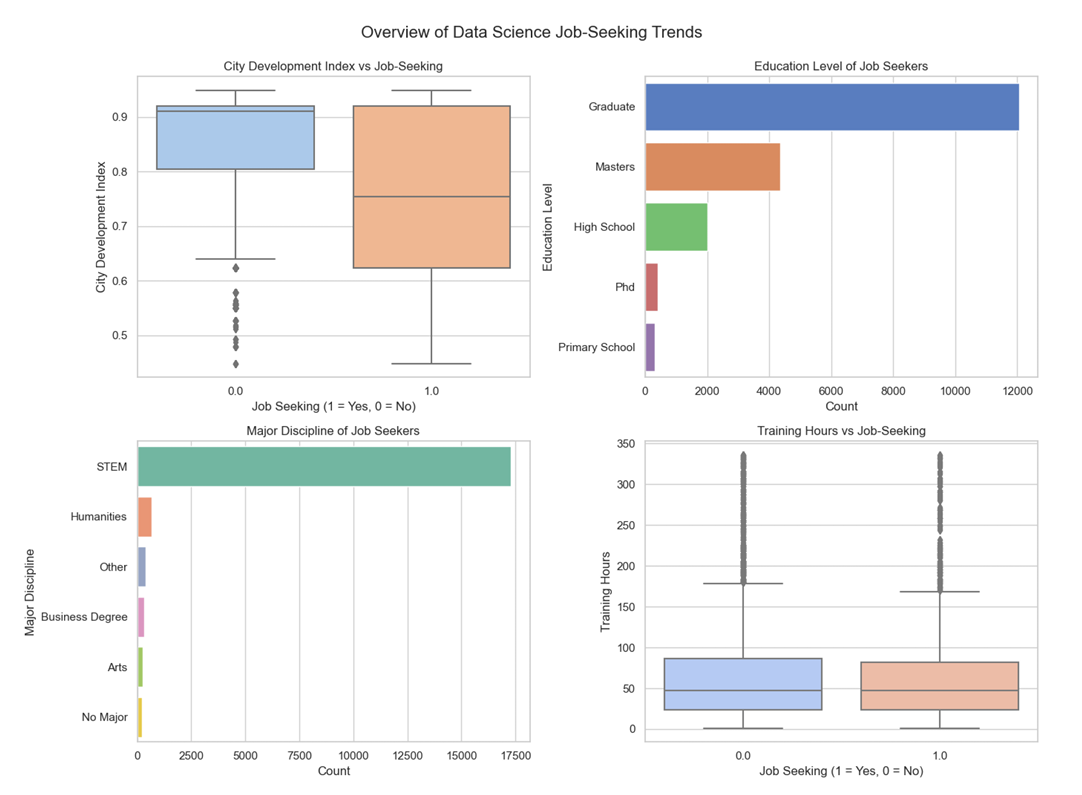 Overview of Data Science Job-Seeking Trends
City Development Index vs Job-Seeking
City Development Index
0.9
0.8
0.7
0.6
0.5
0.0 1.0
Job Seeking (1 = Yes, 0 = No)
Education Level of Job Seekers
Education Level
Graduate
Masters
High School
Phd
Primary School
0 2000 4000 6000 8000 10000 12000
Count
Major Discipline of Job Seekers
Major Discipline
STEM
Humanities
Other
Business Degree
Arts
No Major
0 2500 5000 7500 10000 12500 15000 17500
Count
Training Hours vs Job-Seeking
Training Hours
350
300
250
200
150
100
50
0
0.0 1.0
Job Seeking (1 = Yes, 0 = No)